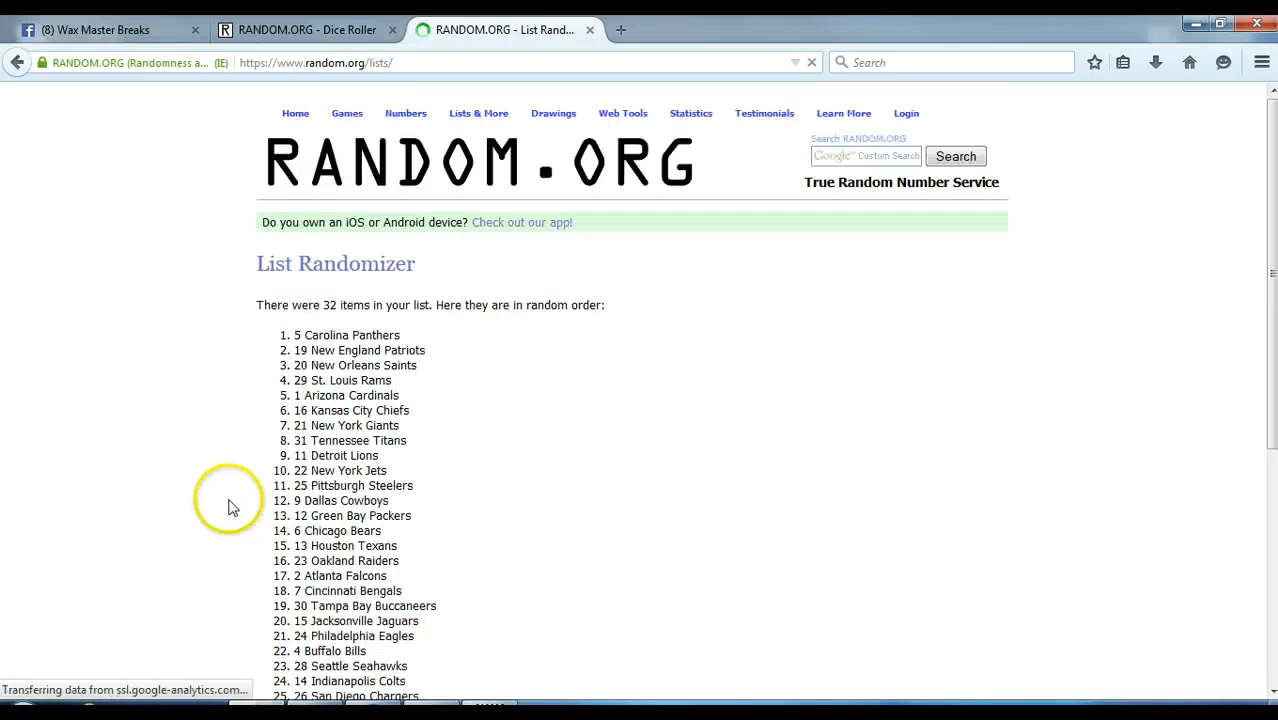 (8) Wax Master Breaks
RANDOM.ORG - Dice Roller
RANDOM.ORG - List Rand...
RANDOM.ORG (Randomness a... (IE)
https://www.random.org/lists/
Search
Home Games Numbers Lists & More Drawings Web Tools Statistics Testimonials Learn More Login
RANDOM.ORG
Search RANDOM.ORG
Google™ Custom Search
Search
True Random Number Service
Do you own an iOS or Android device? Check out our app!
List Randomizer
There were 32 items in your list. Here they are in random order:
1. 5 Carolina Panthers
2. 19 New England Patriots
3. 20 New Orleans Saints
4. 29 St. Louis Rams
5. 1 Arizona Cardinals
6. 16 Kansas City Chiefs
7. 21 New York Giants
8. 31 Tennessee Titans
9. 11 Detroit Lions
10. 22 New York Jets
11. 25 Pittsburgh Steelers
12. 9 Dallas Cowboys
13. 12 Green Bay Packers
14. 6 Chicago Bears
15. 13 Houston Texans
16. 23 Oakland Raiders
17. 2 Atlanta Falcons
18. 7 Cincinnati Bengals
19. 30 Tampa Bay Buccaneers
20. 15 Jacksonville Jaguars
21. 24 Philadelphia Eagles
22. 4 Buffalo Bills
23. 28 Seattle Seahawks
24. 14 Indianapolis Colts
25. 26 San Diego Chargers
Transferring data from ssl.google-analytics.com...